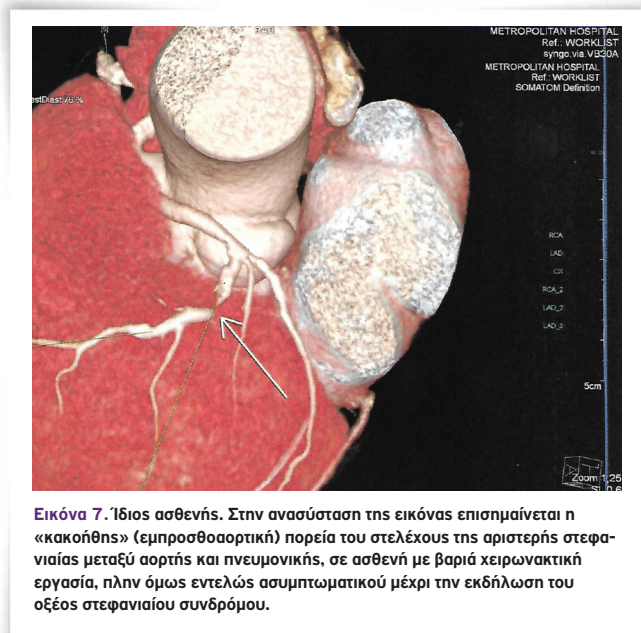 METROPOLITAN HOSPITAL
Ref.: WORKLIST
syngo.via.VB30A
METROPOLITAN HOSPITAL
Ref.: WORKLIST
SOMATOM Definition
estDiast 76 %
RCA
LAD
CX
RCA_2
LAD_2
LAD_3
5cm
Zoom 1,25
Εικόνα 7. Ίδιος ασθενής. Στην ανασύσταση της εικόνας επισημαίνεται η
«κακοήθης» (εμπροσθοαορτική) πορεία του στελέχους της αριστερής στεφα-
νιαίας μεταξύ αορτής και πνευμονικής, σε ασθενή με βαριά χειρωνακτική
εργασία, πλην όμως εντελώς ασυμπτωματικού μέχρι την εκδήλωση του
οξέος στεφανιαίου συνδρόμου.